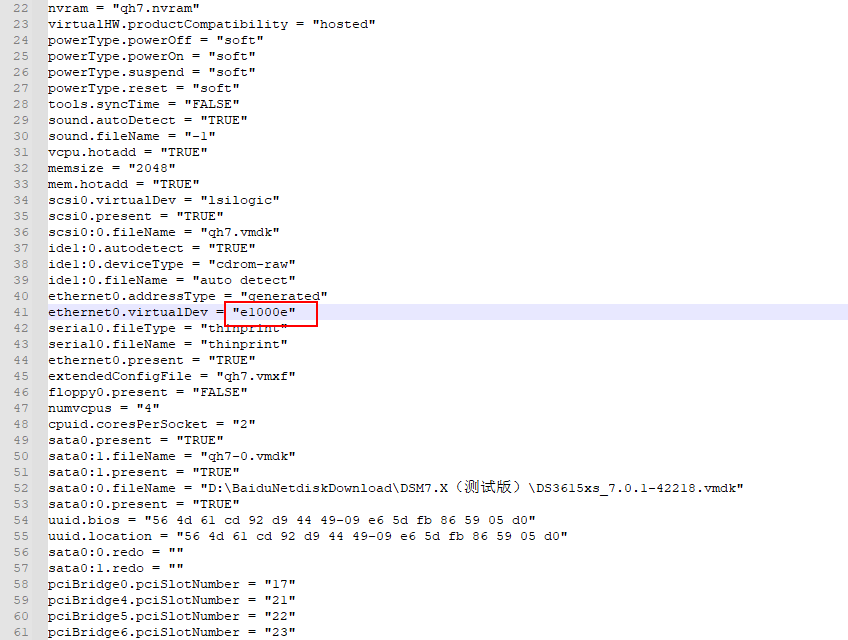 22 nvram = "qh7.nvram"
23 virtualHW.productCompatibility = "hosted"
24 powerType.powerOff = "soft"
25 powerType.powerOn = "soft"
26 powerType.suspend = "soft"
27 powerType.reset = "soft"
28 tools.syncTime = "FALSE"
29 sound.autoDetect = "TRUE"
30 sound.fileName = "-1"
31 vcpu.hotadd = "TRUE"
32 memsize = "2048"
33 mem.hotadd = "TRUE"
34 scsi0.virtualDev = "lsilogic"
35 scsi0.present = "TRUE"
36 scsi0:0.fileName = "qh7.vmdk"
37 ide1:0.autodetect = "TRUE"
38 ide1:0.deviceType = "cdrom-raw"
39 ide1:0.fileName = "auto detect"
40 ethernet0.addressType = "generated"
41 ethernet0.virtualDev = "e1000e"
42 serial0.fileType = "thinprint"
43 serial0.fileName = "thinprint"
44 ethernet0.present = "TRUE"
45 extendedConfigFile = "qh7.vmxf"
46 floppy0.present = "FALSE"
47 numvcpus = "4"
48 cpuid.coresPerSocket = "2"
49 sata0.present = "TRUE"
50 sata0:1.fileName = "qh7-0.vmdk"
51 sata0:1.present = "TRUE"
52 sata0:0.fileName = "D:\BaiduNetdiskDownload\DSM7.X（测试版）\DS3615xs_7.0.1-42218.vmdk"
53 sata0:0.present = "TRUE"
54 uuid.bios = "56 4d 61 cd 92 d9 44 49-09 e6 5d fb 86 59 05 d0"
55 uuid.location = "56 4d 61 cd 92 d9 44 49-09 e6 5d fb 86 59 05 d0"
56 sata0:0.redo = ""
57 sata0:1.redo = ""
58 pciBridge0.pciSlotNumber = "17"
59 pciBridge4.pciSlotNumber = "21"
60 pciBridge5.pciSlotNumber = "22"
61 pciBridge6.pciSlotNumber = "23"